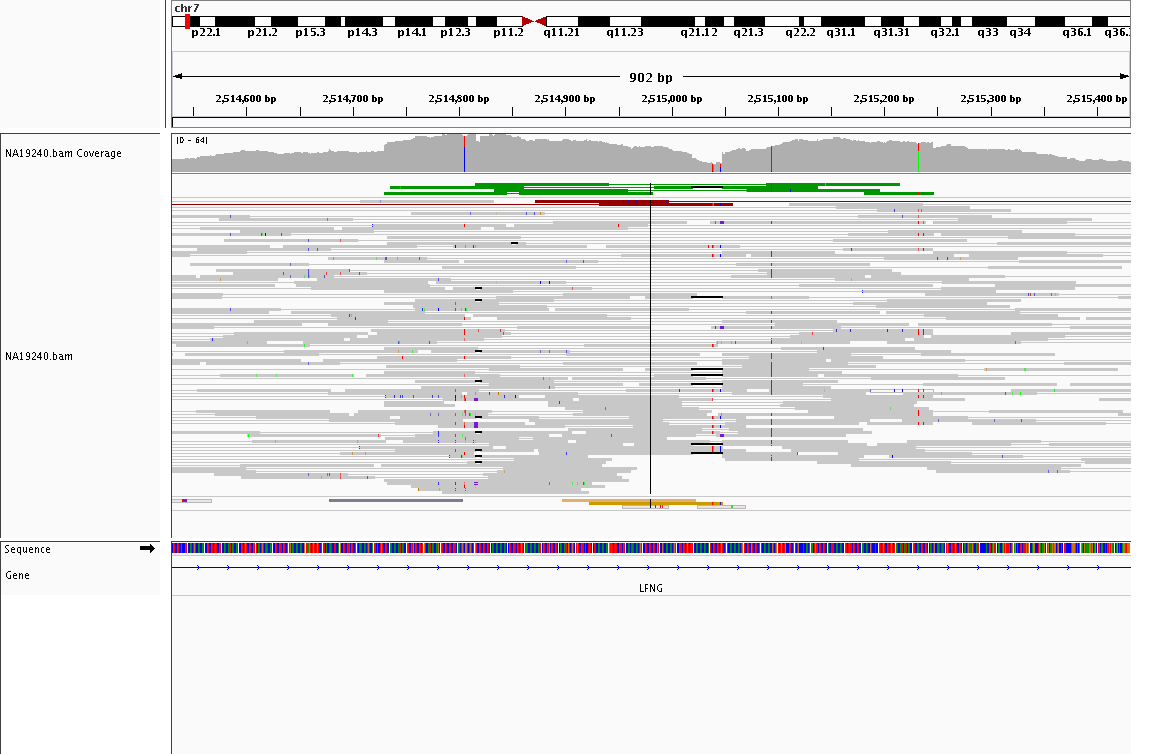 chr7
p22.1 p21.2 p15.3 p14.3 p14.1 p12.3 p11.2 q11.21 q11.23 q21.12 q21.3 q22.2 q31.1 q31.31 q32.1 q33 q34 q36.1 q36.
902 bp
2,514,600 bp 2,514,700 bp 2,514,800 bp 2,514,900 bp 2,515,000 bp 2,515,100 bp 2,515,200 bp 2,515,300 bp 2,515,400 bp
[0 - 64)
NA19240.bam Coverage
NA19240.bam
Sequence
Gene
LFNG